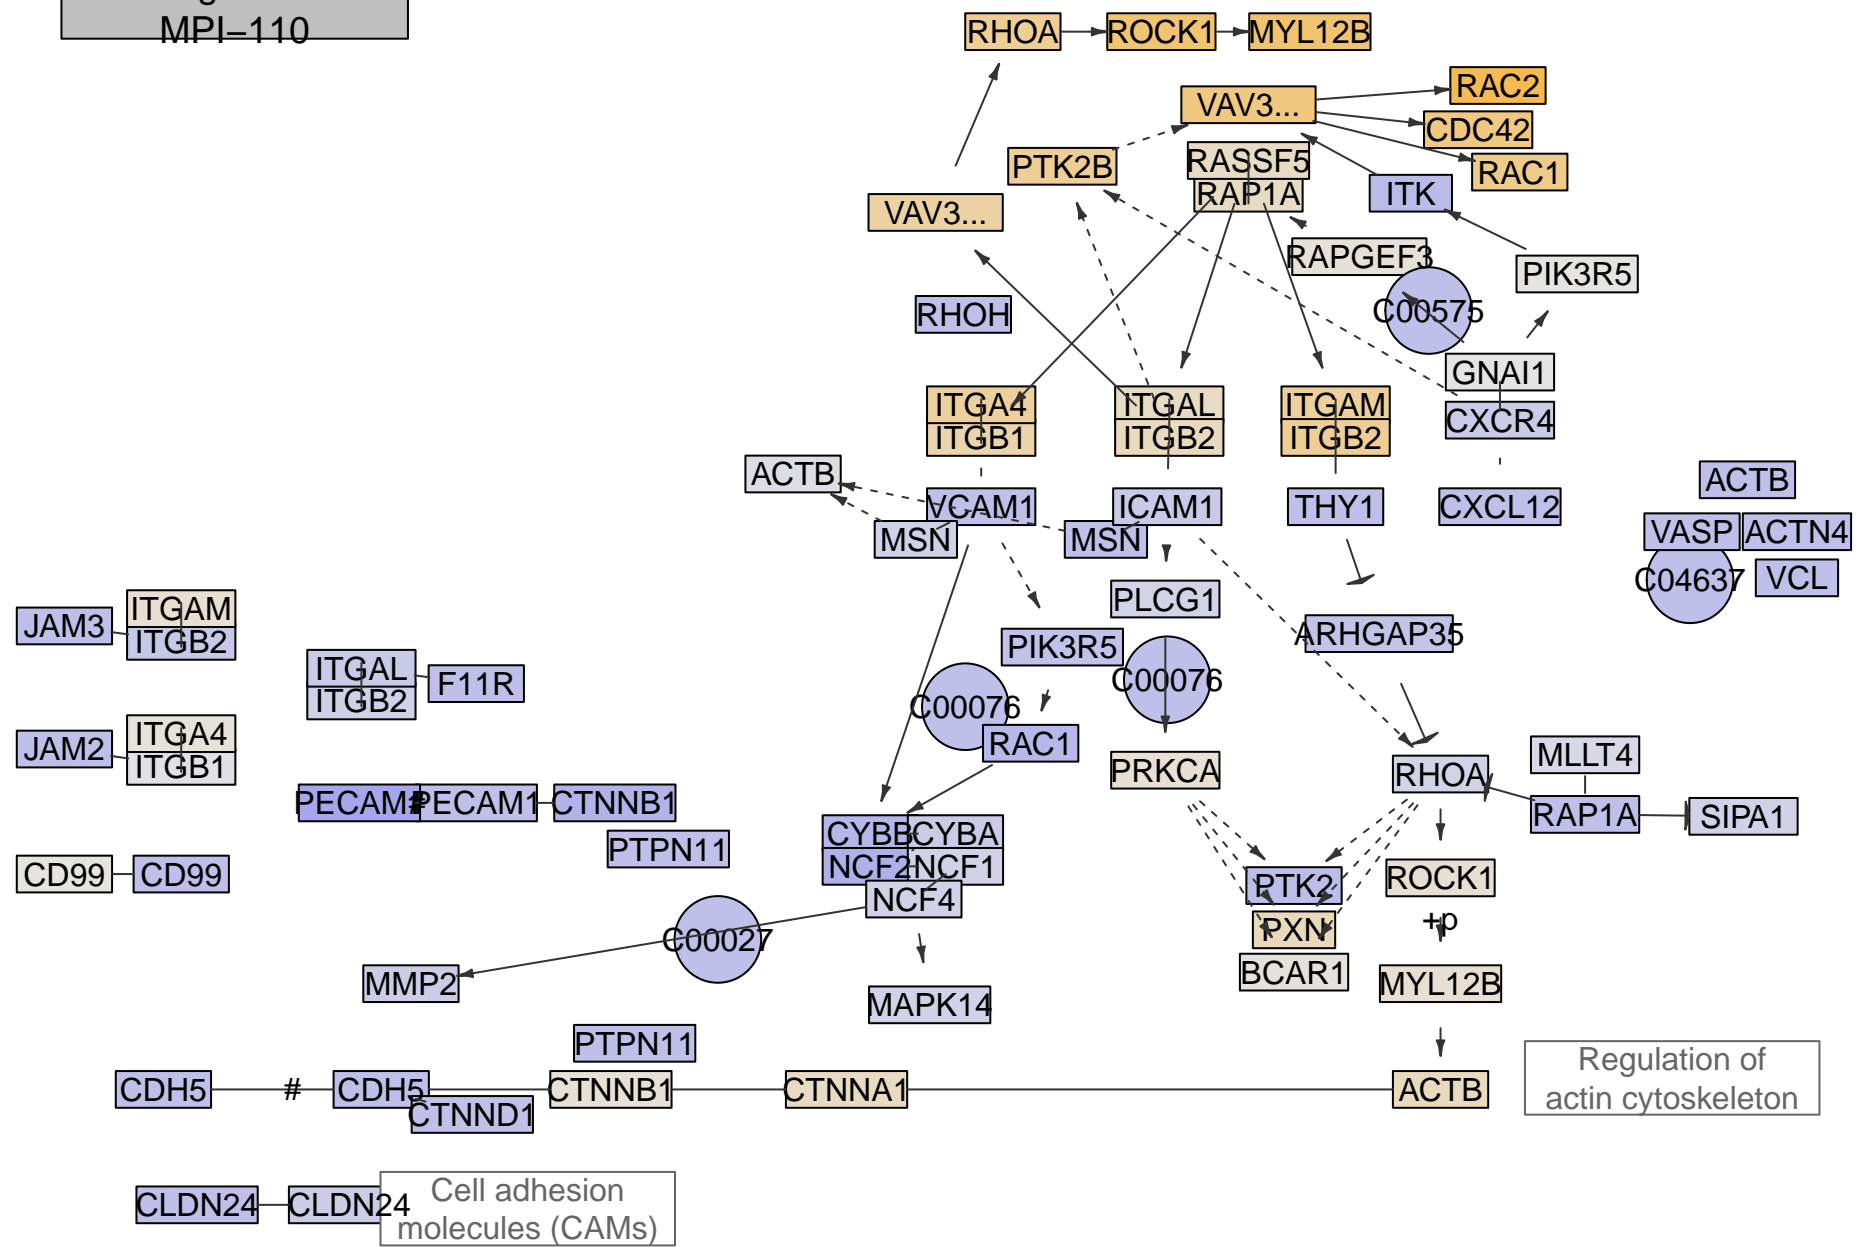 MPI–110
RHOA
ROCK1
MYL12B
RAC2
VAV3...
CDC42
RASSF5
PTK2B
RAC1
RAP1A
ITK
VAV3...
RAPGEF3
PIK3R5
RHOH
C00575
GNAI1
ITGA4
ITGAL
ITGAM
CXCR4
ITGB1
ITGB2
ITGB2
ACTB
ACTB
VCAM1
ICAM1
THY1
CXCL12
MSN
MSN
VASP
ACTN4
C04637
VCL
PLCG1
ITGAM
JAM3
ITGB2
ARHGAP35
PIK3R5
ITGAL
F11R
ITGB2
C00076
C00076
ITGA4
JAM2
ITGB1
RAC1
PRKCA
RHOA
MLLT4
PECAM1
#
PECAM1
CTNNB1
RAP1A
SIPA1
CYBB
CYBA
PTPN11
NCF2
NCF1
CD99
CD99
NCF4
PTK2
ROCK1
+p
PXN
C00027
BCAR1
MMP2
MYL12B
MAPK14
PTPN11
Regulation of
actin cytoskeleton
CDH5
#
CDH5
CTNNB1
CTNNA1
ACTB
CTNND1
CLDN24
CLDN24
Cell adhesion
molecules (CAMs)